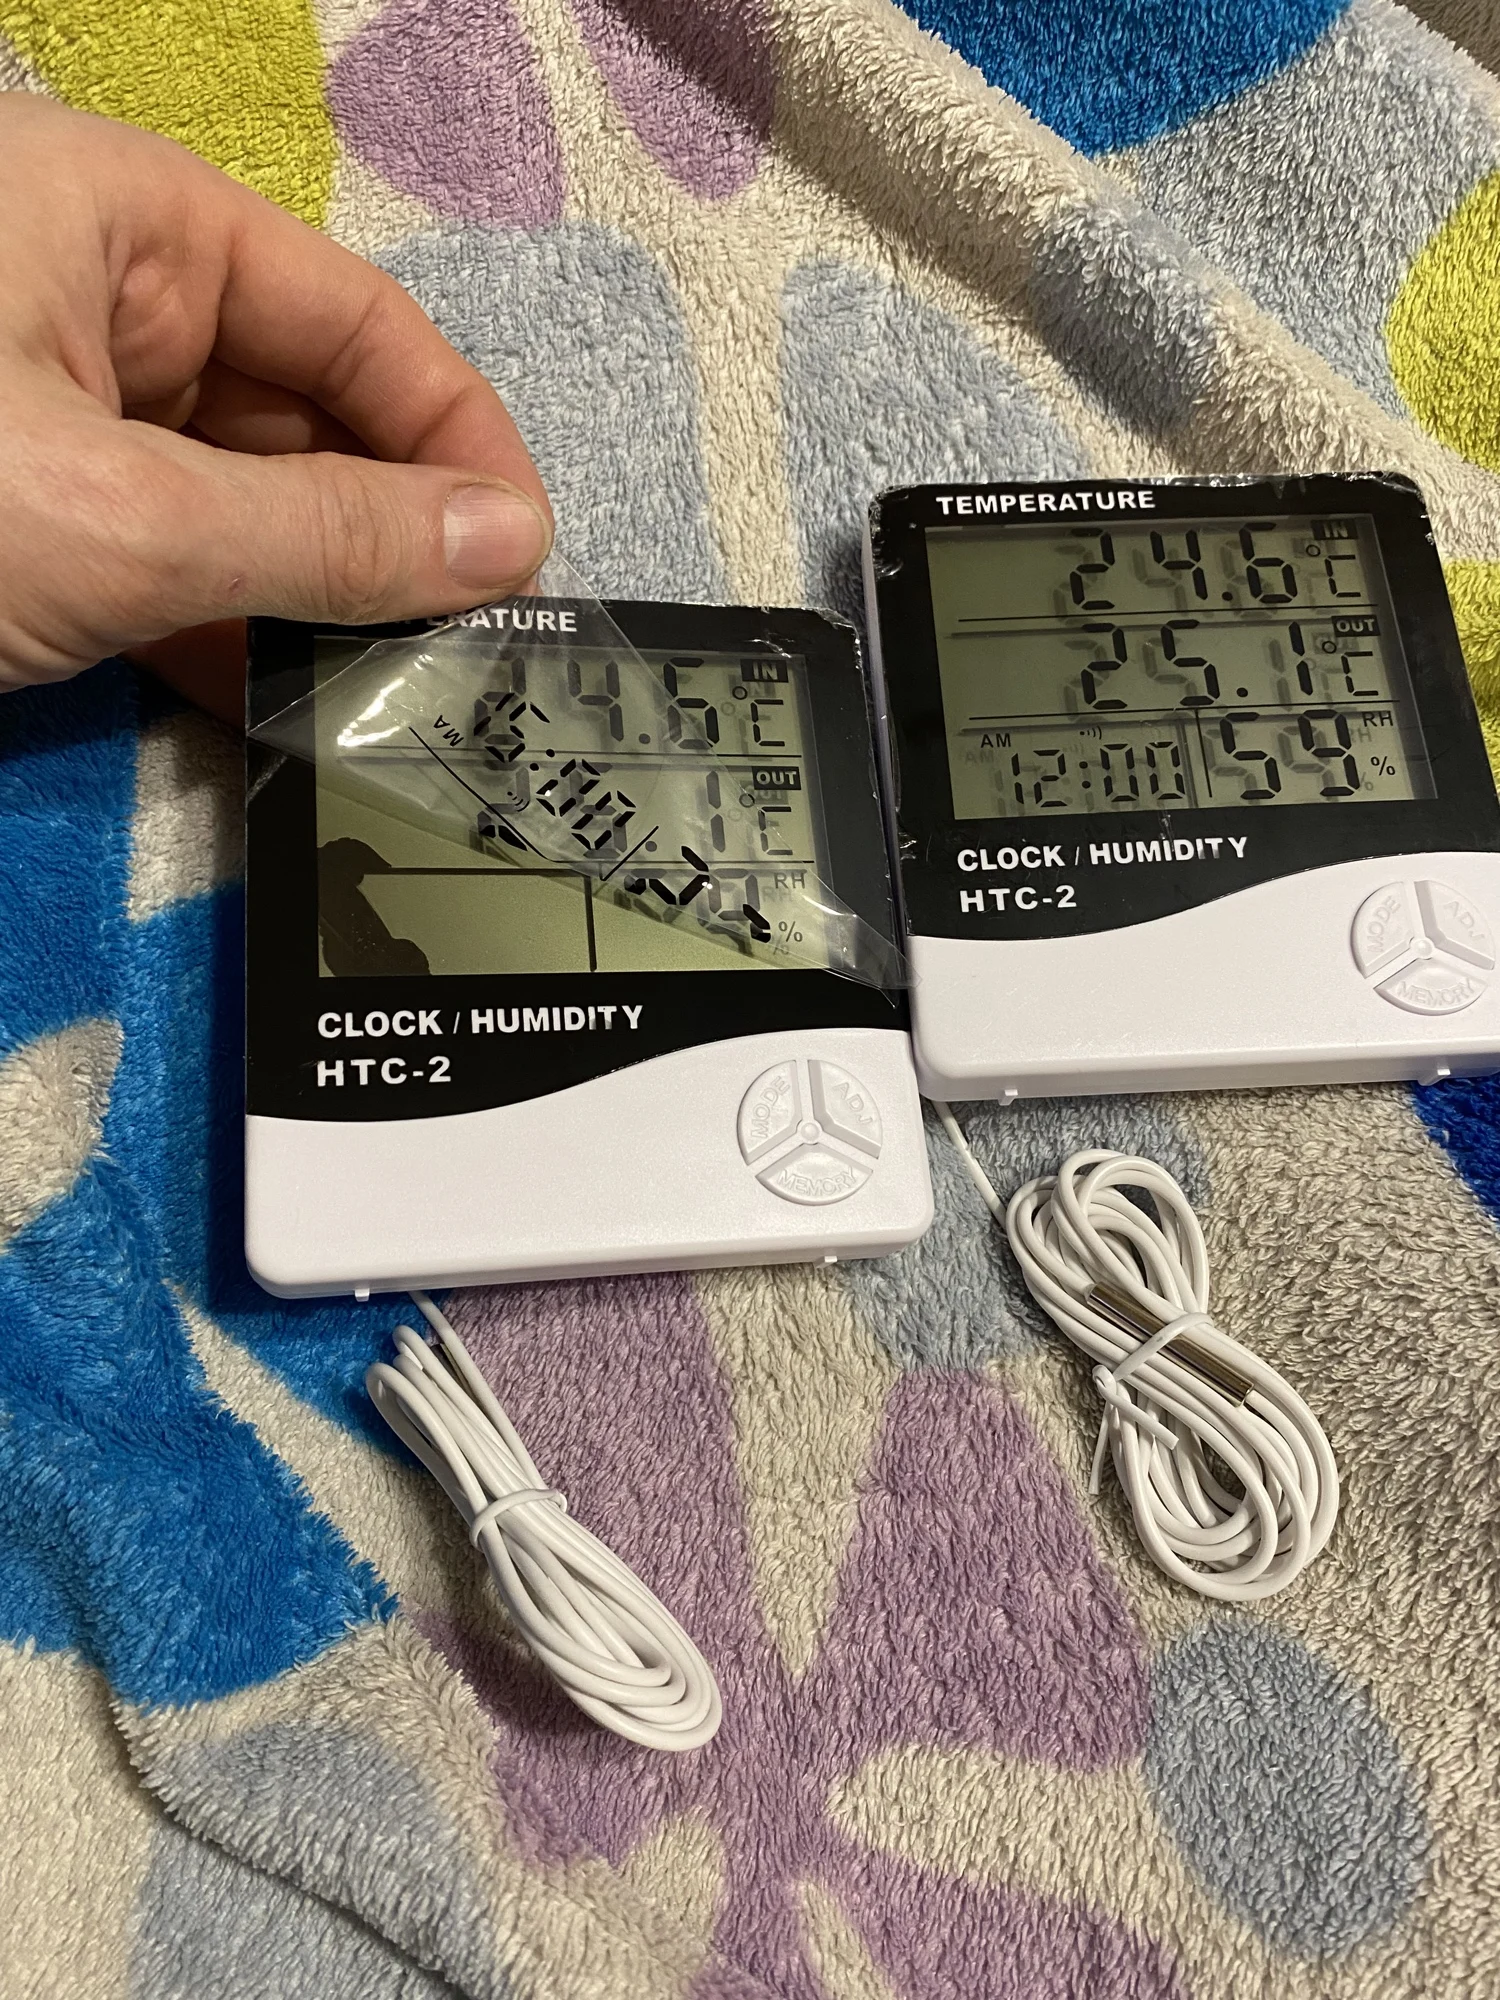 TEMPERATURE
IN
24.6 °C
OUT
25.1 °C
AM
12:00
RH
59 %
CLOCK / HUMIDITY
HTC-2
MODE
ADJ
MEMORY
ERATURE
IN
24.6 °C
OUT
1 °C
RH
%
CLOCK / HUMIDITY
HTC-2
MODE
ADJ
MEMORY